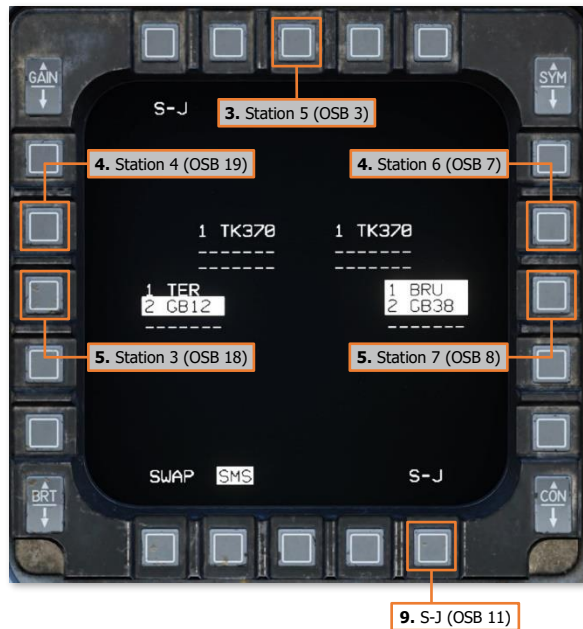 GAIN
SYM
S-J
3. Station 5 (OSB 3)
4. Station 4 (OSB 19)
4. Station 6 (OSB 7)
1 TK370
1 TK370
-------
-------
-------
-------
1 TER
2 GB12
-------
1 BRU
2 GB38
-------
5. Station 3 (OSB 18)
5. Station 7 (OSB 8)
SWAP
SMS
S-J
BRT
CON
9. S-J (OSB 11)